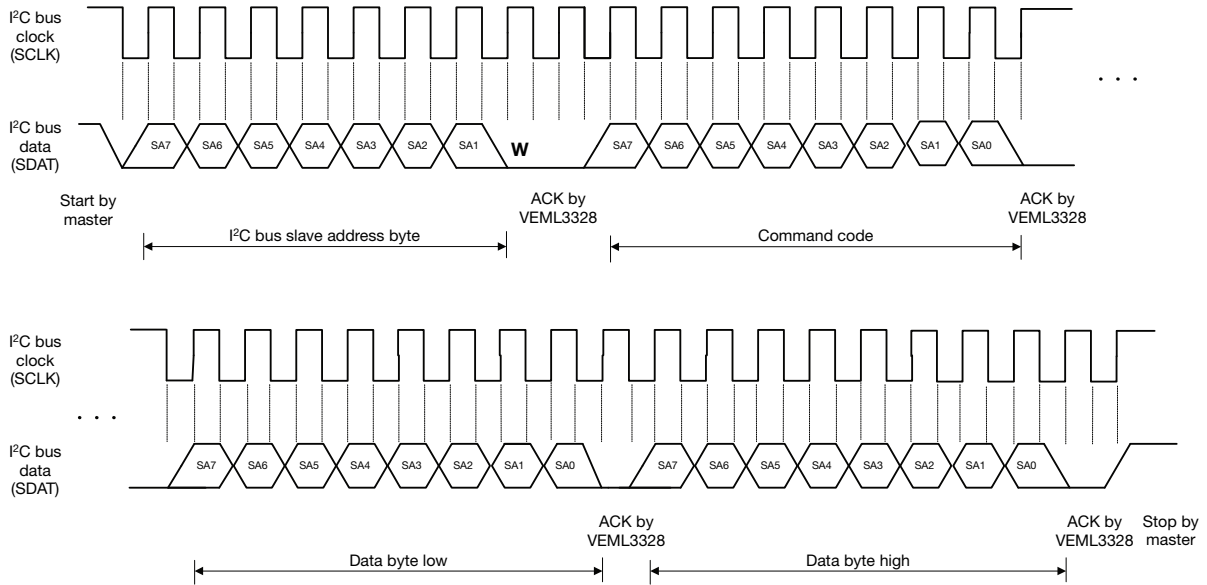 I²C bus
clock
(SCLK)
. . .
I²C bus
data
(SDAT)
SA7 SA6 SA5 SA4 SA3 SA2 SA1 W SA7 SA6 SA5 SA4 SA3 SA2 SA1 SA0
Start by
master
ACK by
VEML3328
ACK by
VEML3328
I²C bus slave address byte
Command code
I²C bus
clock
(SCLK)
. . .
I²C bus
data
(SDAT)
SA7 SA6 SA5 SA4 SA3 SA2 SA1 SA0 SA7 SA6 SA5 SA4 SA3 SA2 SA1 SA0
ACK by
VEML3328
ACK by
VEML3328
Stop by
master
Data byte low
Data byte high